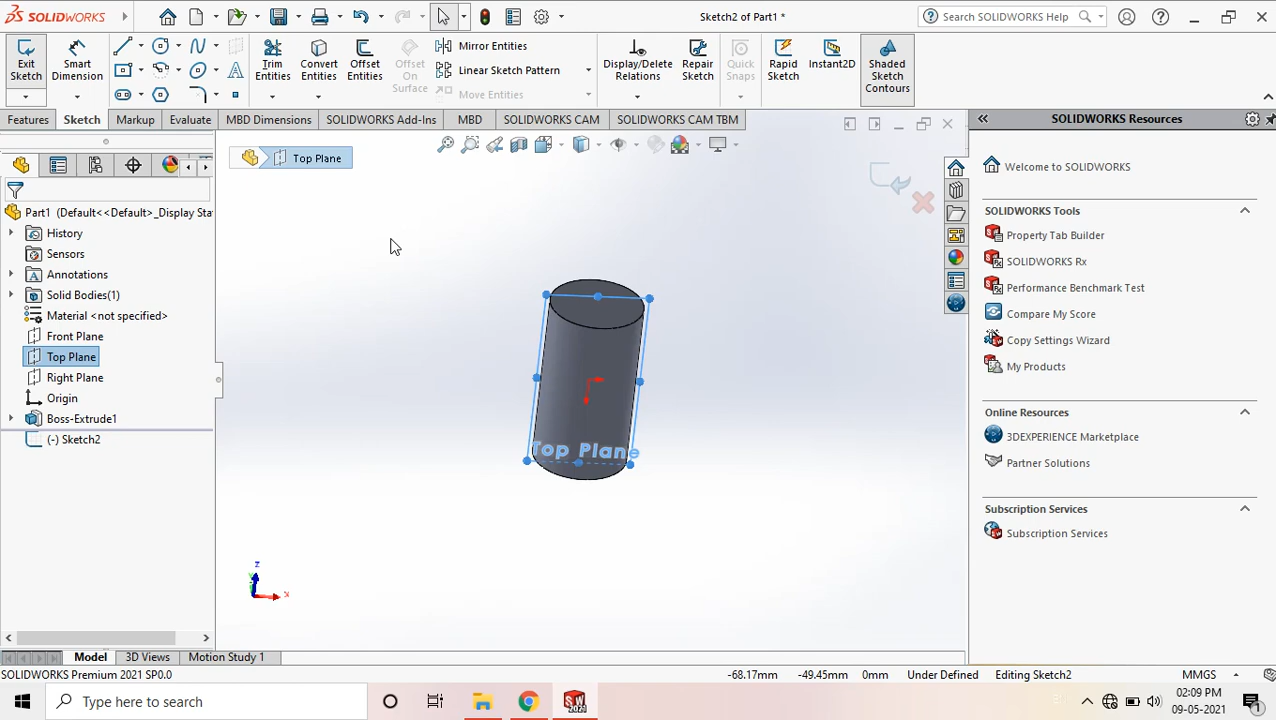 SOLIDWORKS
Sketch2 of Part1 *
Search SOLIDWORKS Help
Exit Sketch
Smart Dimension
Trim Entities
Convert Entities
Offset Entities
Offset On Surface
Mirror Entities
Linear Sketch Pattern
Move Entities
Display/Delete Relations
Repair Sketch
Quick Snaps
Rapid Sketch
Instant2D
Shaded Sketch Contours
Features
Sketch
Markup
Evaluate
MBD Dimensions
SOLIDWORKS Add-Ins
MBD
SOLIDWORKS CAM
SOLIDWORKS CAM TBM
SOLIDWORKS Resources
Top Plane
Part1 (Default<<Default>_Display Sta
History
Sensors
Annotations
Solid Bodies(1)
Material <not specified>
Front Plane
Top Plane
Right Plane
Origin
Boss-Extrude1
(-) Sketch2
Top Plane
z
x
Welcome to SOLIDWORKS
SOLIDWORKS Tools
Property Tab Builder
SOLIDWORKS Rx
Performance Benchmark Test
Compare My Score
Copy Settings Wizard
My Products
Online Resources
3DEXPERIENCE Marketplace
Partner Solutions
Subscription Services
Subscription Services
Model
3D Views
Motion Study 1
SOLIDWORKS Premium 2021 SP0.0
-68.17mm
-49.45mm
0mm
Under Defined
Editing Sketch2
MMGS
Type here to search
02:09 PM
09-05-2021